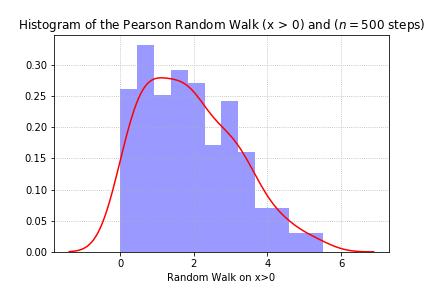 Histogram of the Pearson Random Walk (x > 0) and (n = 500 steps)
0.30
0.25
0.20
0.15
0.10
0.05
0.00
0 2 4 6
Random Walk on x>0